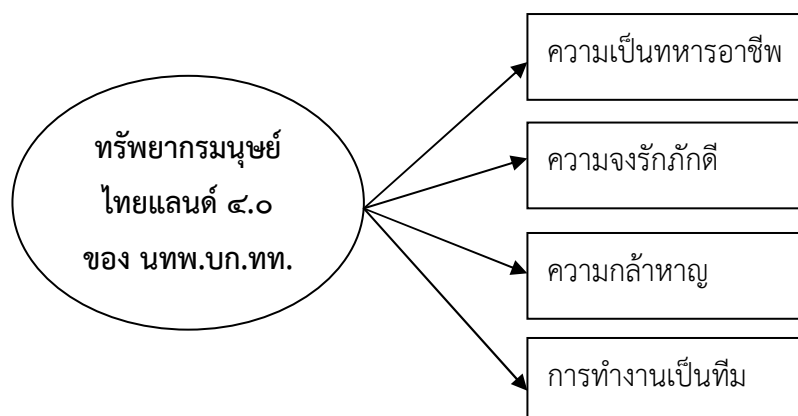 ทรัพยากรมนุษย์
ไทยแลนด์ ๔.๐
ของ นทพ.บก.ทท.
ความเป็นทหารอาชีพ
ความจงรักภักดี
ความกล้าหาญ
การทำงานเป็นทีม